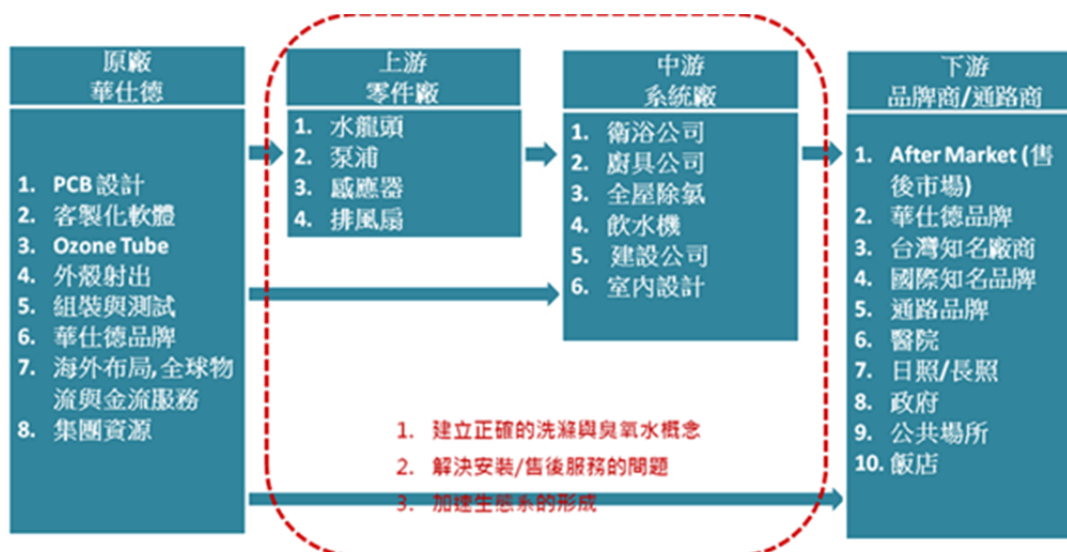 原廠
華仕德
1. PCB 設計
2. 客製化軟體
3. Ozone Tube
4. 外殼射出
5. 組裝與測試
6. 華仕德品牌
7. 海外布局,全球物
流與金流服務
8. 集團資源
上游
零件廠
1. 水龍頭
2. 泵浦
3. 感應器
4. 排風扇
中游
系統廠
1. 衛浴公司
2. 廚具公司
3. 全屋除氯
4. 飲水機
5. 建設公司
6. 室內設計
下游
品牌商/通路商
1. After Market (售
後市場)
2. 華仕德品牌
3. 台灣知名廠商
4. 國際知名品牌
5. 通路品牌
6. 醫院
7. 日照/長照
8. 政府
9. 公共場所
10. 飯店
1. 建立正確的洗滌與臭氧水概念
2. 解決安裝/售後服務的問題
3. 加速生態系的形成